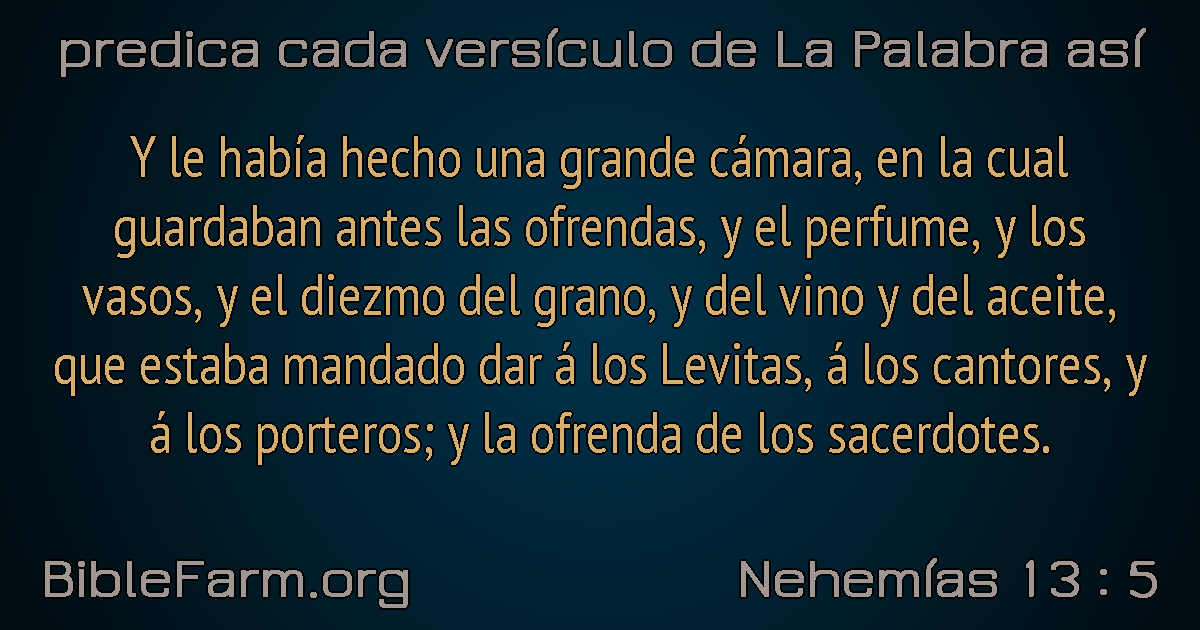 predica cada versículo de La Palabra así
Y le había hecho una grande cámara, en la cual
guardaban antes las ofrendas, y el perfume, y los
vasos, y el diezmo del grano, y del vino y del aceite,
que estaba mandado dar á los Levitas, á los cantores, y
á los porteros; y la ofrenda de los sacerdotes.
BibleFarm.org
Nehemías 13 : 5